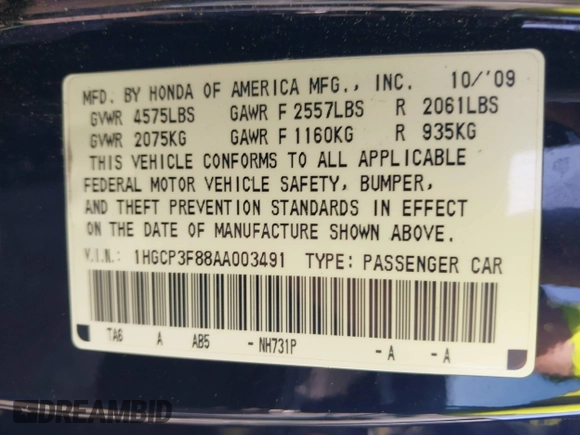 MFD. BY HONDA OF AMERICA MFG., INC. 10/'09
GVWR 4575LBS GAWR F 2557LBS R 2061LBS
GVWR 2075KG GAWR F 1160KG R 935KG
THIS VEHICLE CONFORMS TO ALL APPLICABLE
FEDERAL MOTOR VEHICLE SAFETY, BUMPER,
AND THEFT PREVENTION STANDARDS IN EFFECT
ON THE DATE OF MANUFACTURE SHOWN ABOVE.
V.I.N.: 1HGCP3F88AA003491 TYPE: PASSENGER CAR
TA6 A AB5 - NH731P - A - A
DREAMBID